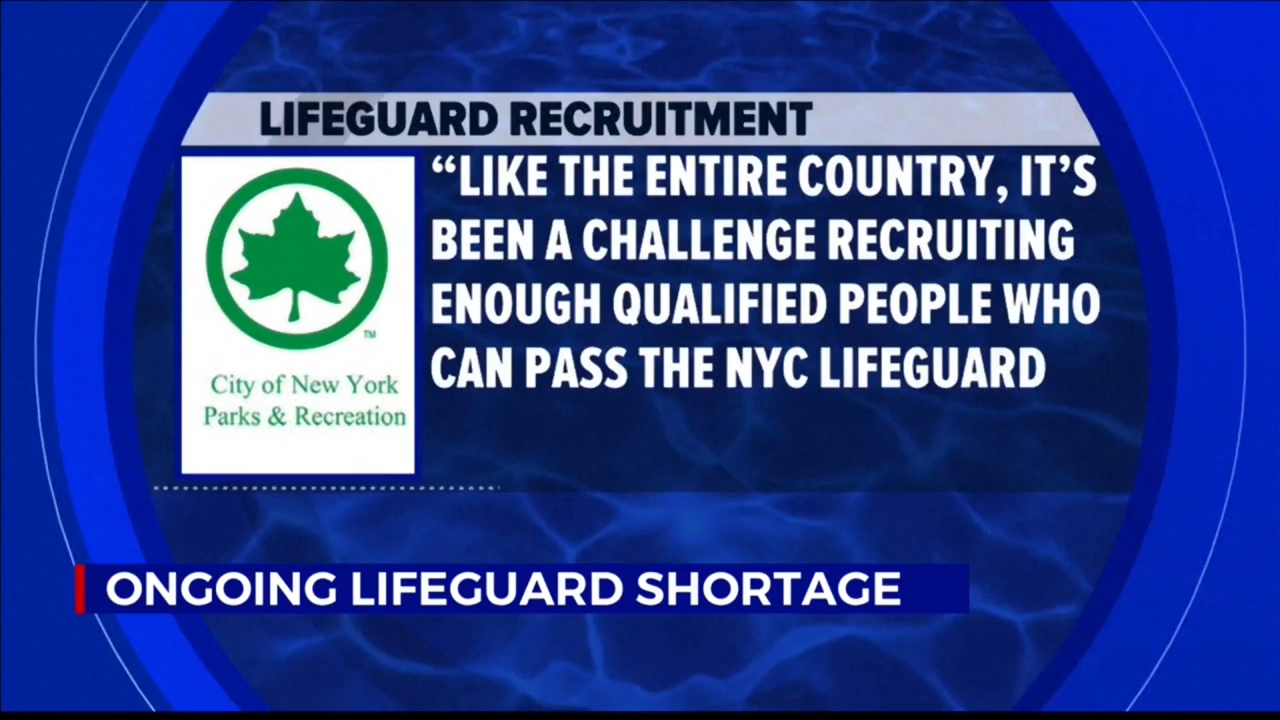 LIFEGUARD RECRUITMENT
“LIKE THE ENTIRE COUNTRY, IT’S
BEEN A CHALLENGE RECRUITING
ENOUGH QUALIFIED PEOPLE WHO
CAN PASS THE NYC LIFEGUARD
TM
City of New York
Parks & Recreation
ONGOING LIFEGUARD SHORTAGE